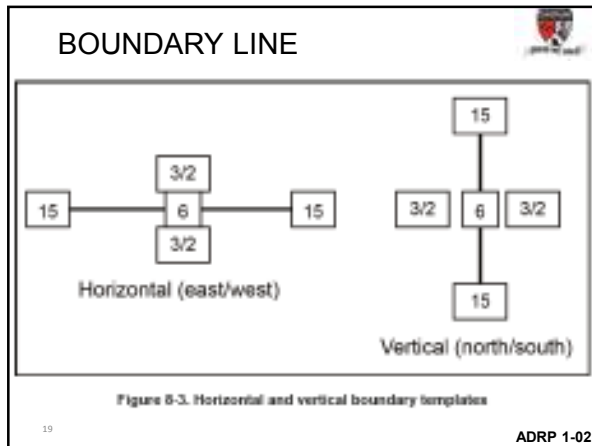 BOUNDARY LINE
3/2
15 6 15
3/2
Horizontal (east/west)
15
3/2 6 3/2
15
Vertical (north/south)
Figure 8-3. Horizontal and vertical boundary templates
19
ADRP 1-02